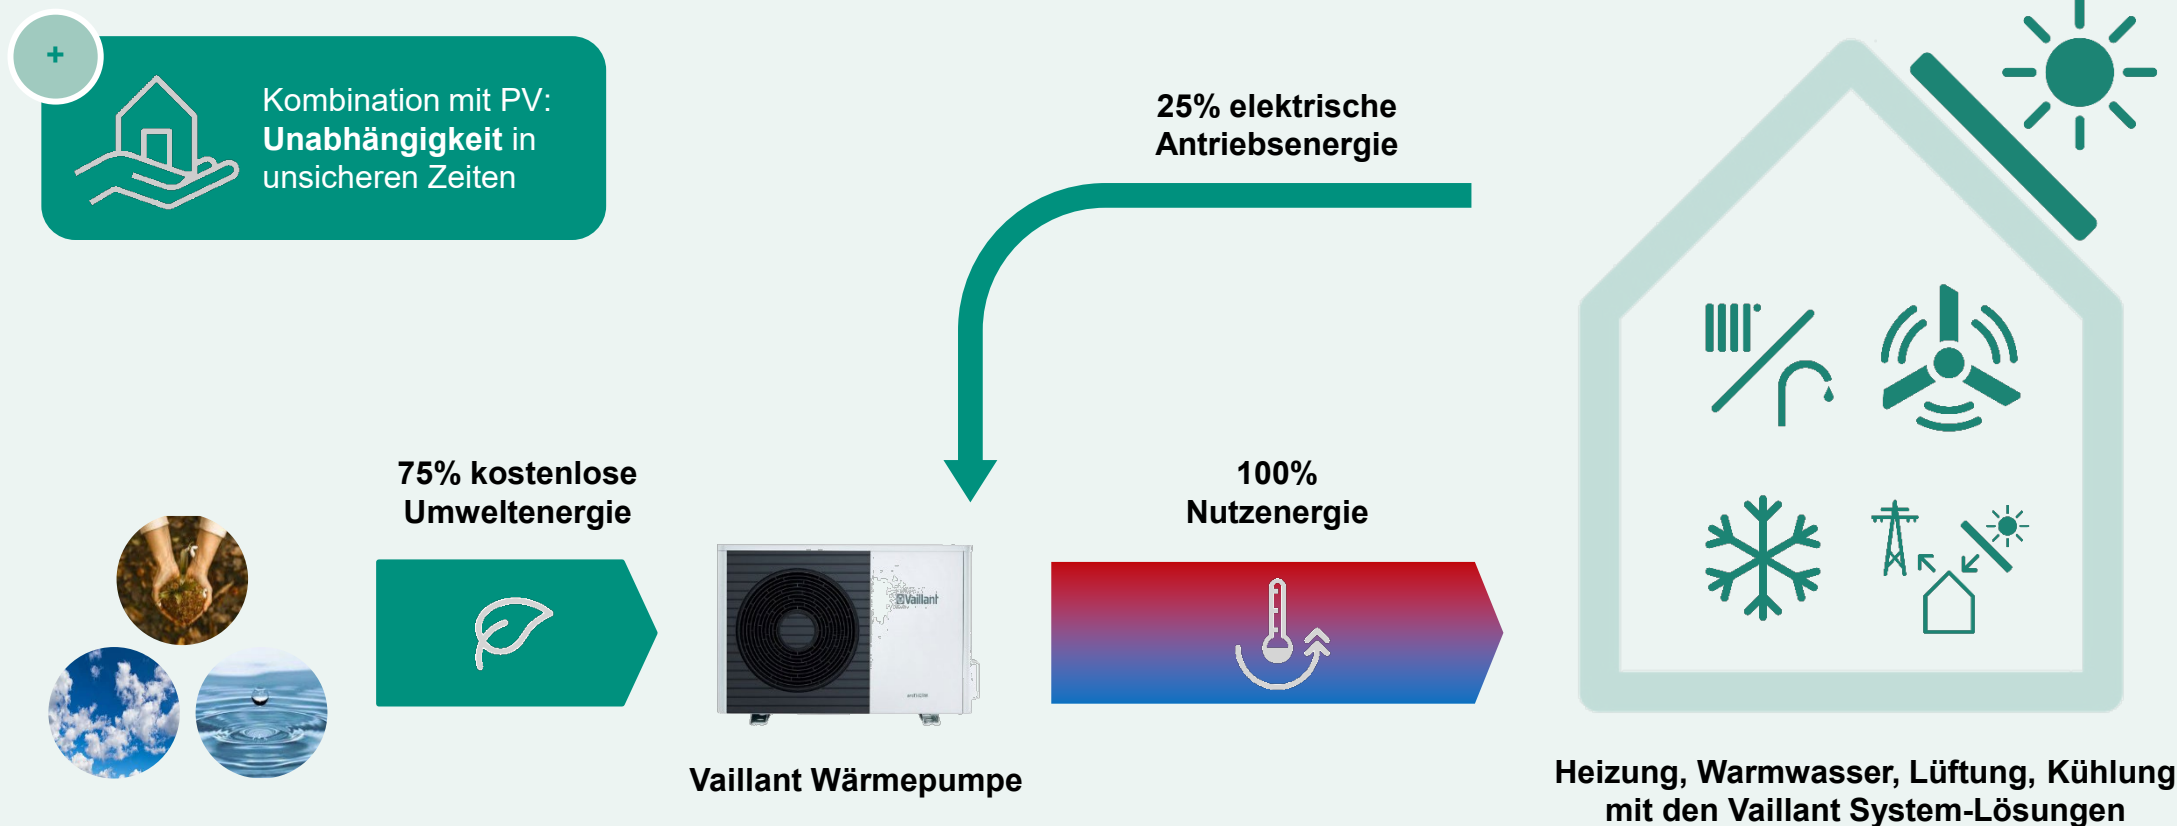 +
Kombination mit PV:
Unabhängigkeit in
unsicheren Zeiten
25% elektrische
Antriebsenergie
75% kostenlose
Umweltenergie
100%
Nutzenergie
Vaillant
Vaillant Wärmepumpe
Heizung, Warmwasser, Lüftung, Kühlung
mit den Vaillant System-Lösungen